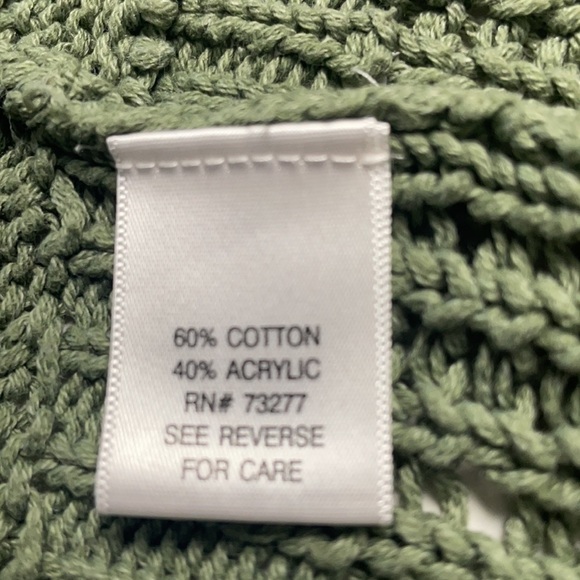 60% COTTON
40% ACRYLIC
RN# 73277
SEE REVERSE
FOR CARE